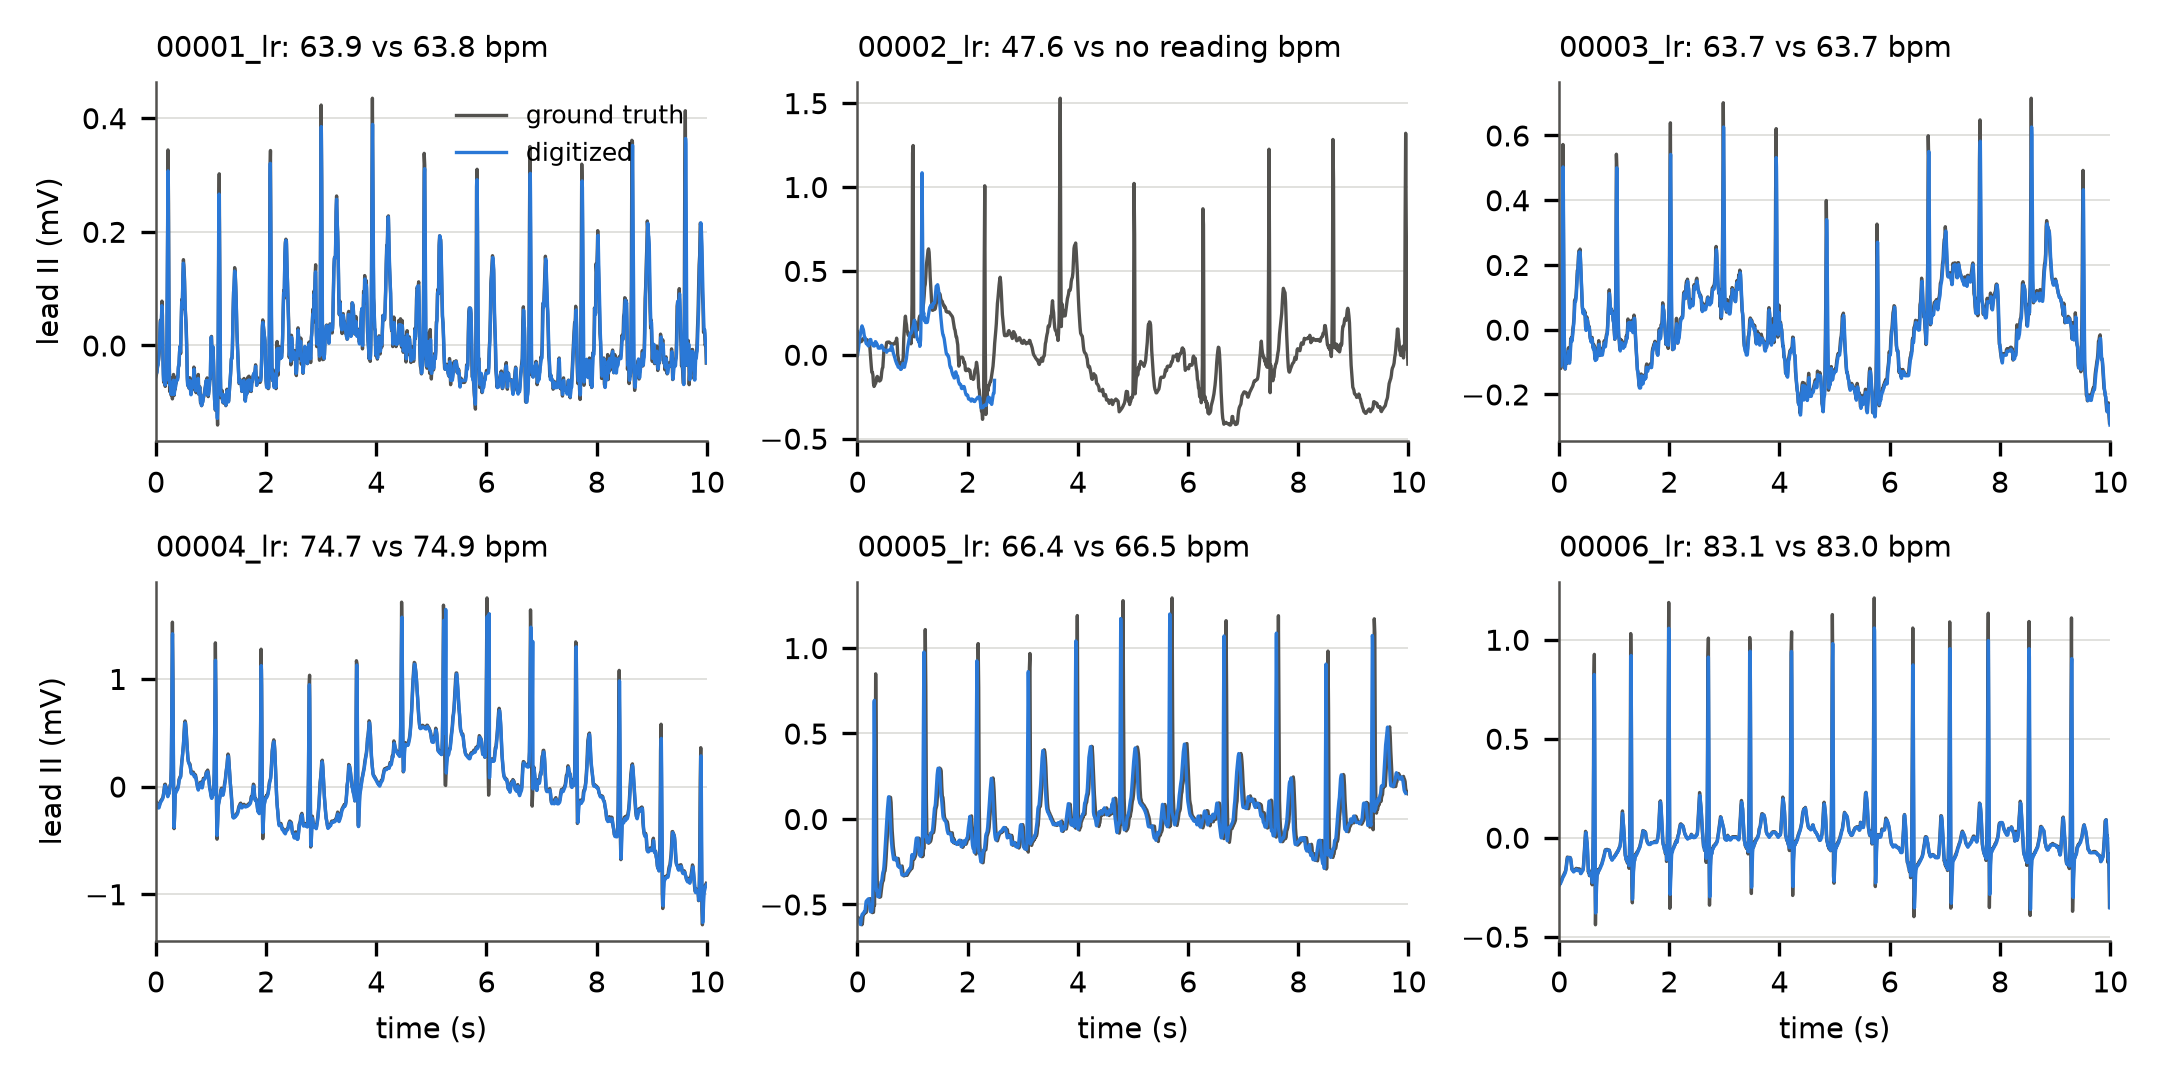 00001_lr: 63.9 vs 63.8 bpm
00002_lr: 47.6 vs no reading bpm
00003_lr: 63.7 vs 63.7 bpm
lead II (mV)
0.4
0.2
0.0
ground truth
digitized
0 2 4 6 8 10
1.5
1.0
0.5
0.0
−0.5
0 2 4 6 8 10
0.6
0.4
0.2
0.0
−0.2
0 2 4 6 8 10
00004_lr: 74.7 vs 74.9 bpm
00005_lr: 66.4 vs 66.5 bpm
00006_lr: 83.1 vs 83.0 bpm
lead II (mV)
1
0
−1
0 2 4 6 8 10
time (s)
1.0
0.5
0.0
−0.5
0 2 4 6 8 10
time (s)
1.0
0.5
0.0
−0.5
0 2 4 6 8 10
time (s)